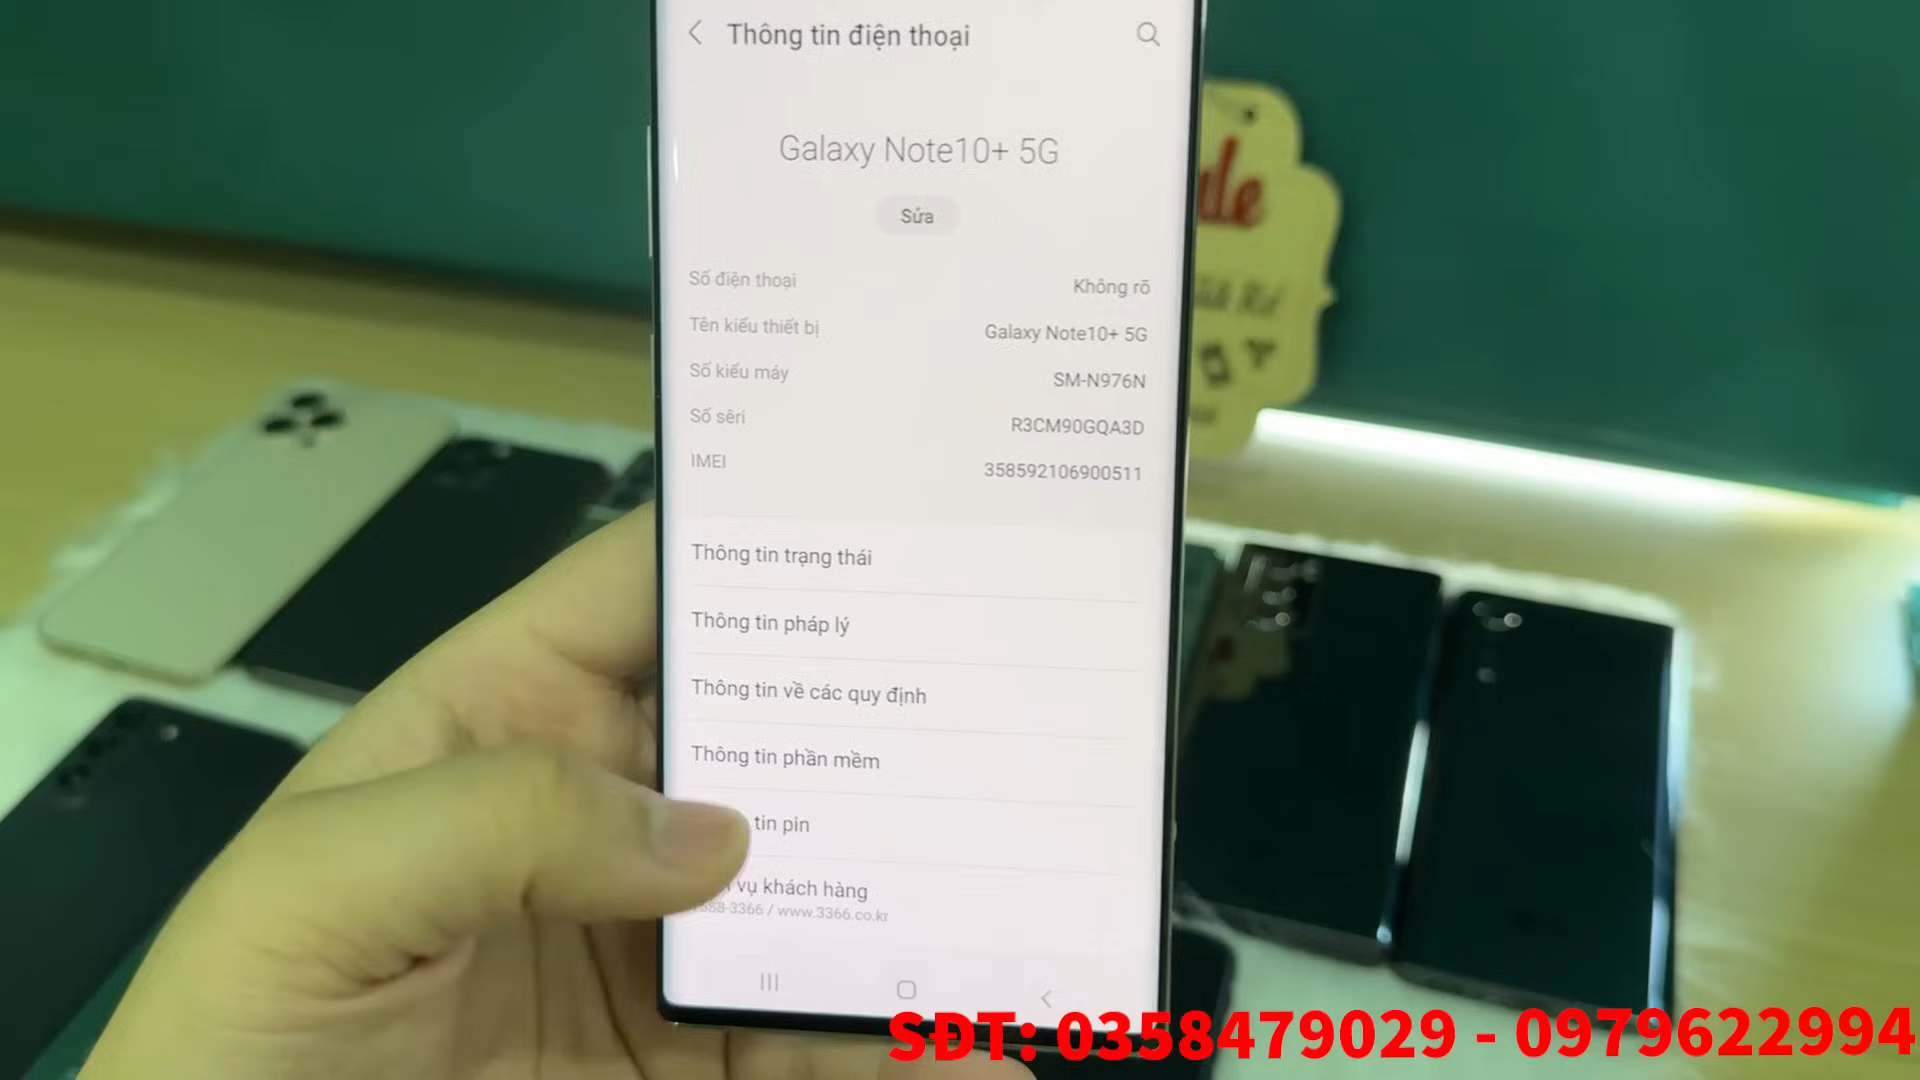 Thông tin điện thoại
Galaxy Note10+ 5G
Sửa
Số điện thoại Không rõ
Tên kiểu thiết bị Galaxy Note10+ 5G
Số kiểu máy SM-N976N
Số sêri R3CM90GQA3D
IMEI 358592106900511
Thông tin trạng thái
Thông tin pháp lý
Thông tin về các quy định
Thông tin phần mềm
tin pin
vụ khách hàng
-3366 / www.3366.co.kr
SĐT: 0358479029 - 0979622994